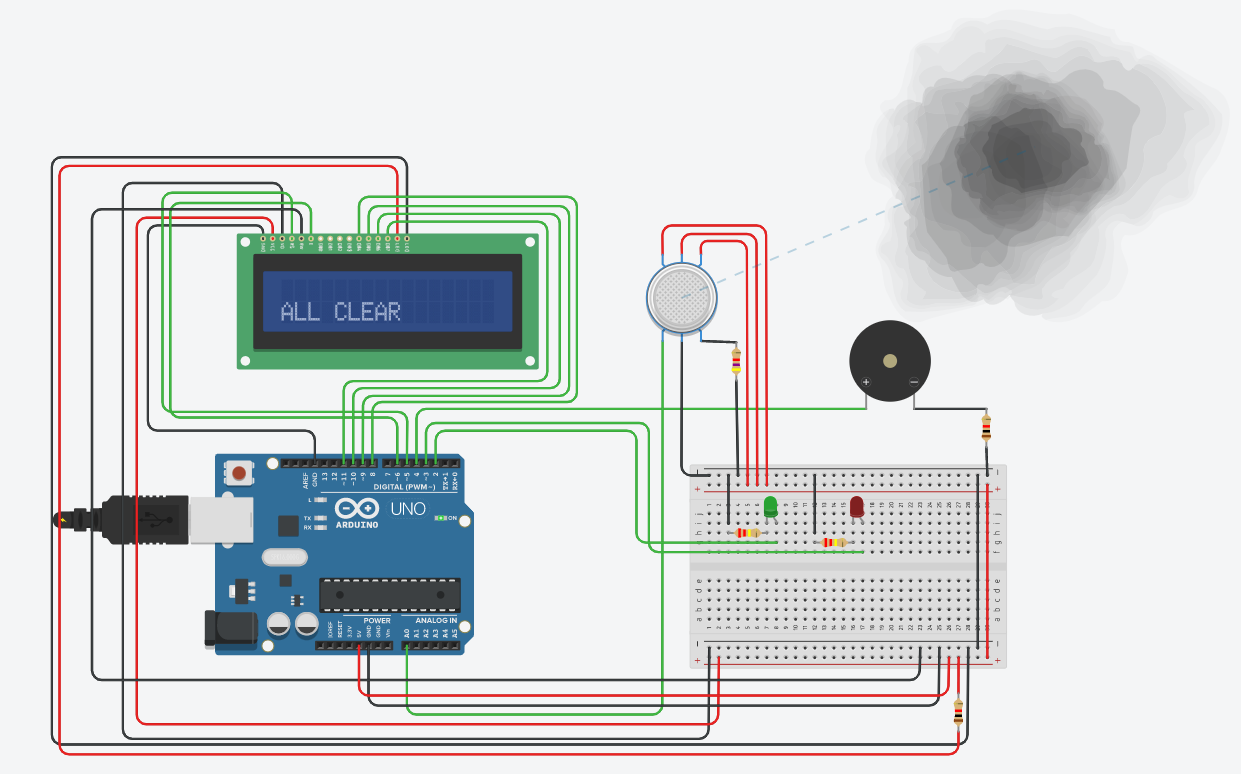 ALL CLEAR
AREF
GND
13
12
~11
~10
~9
8
7
~6
~5
4
~3
2
TX→1
RX←0
DIGITAL (PWM ~)
L
TX
RX
UNO
ARDUINO
ON
POWER
ANALOG IN
IOREF
RESET
3.3V
5V
GND
GND
Vin
A0
A1
A2
A3
A4
A5